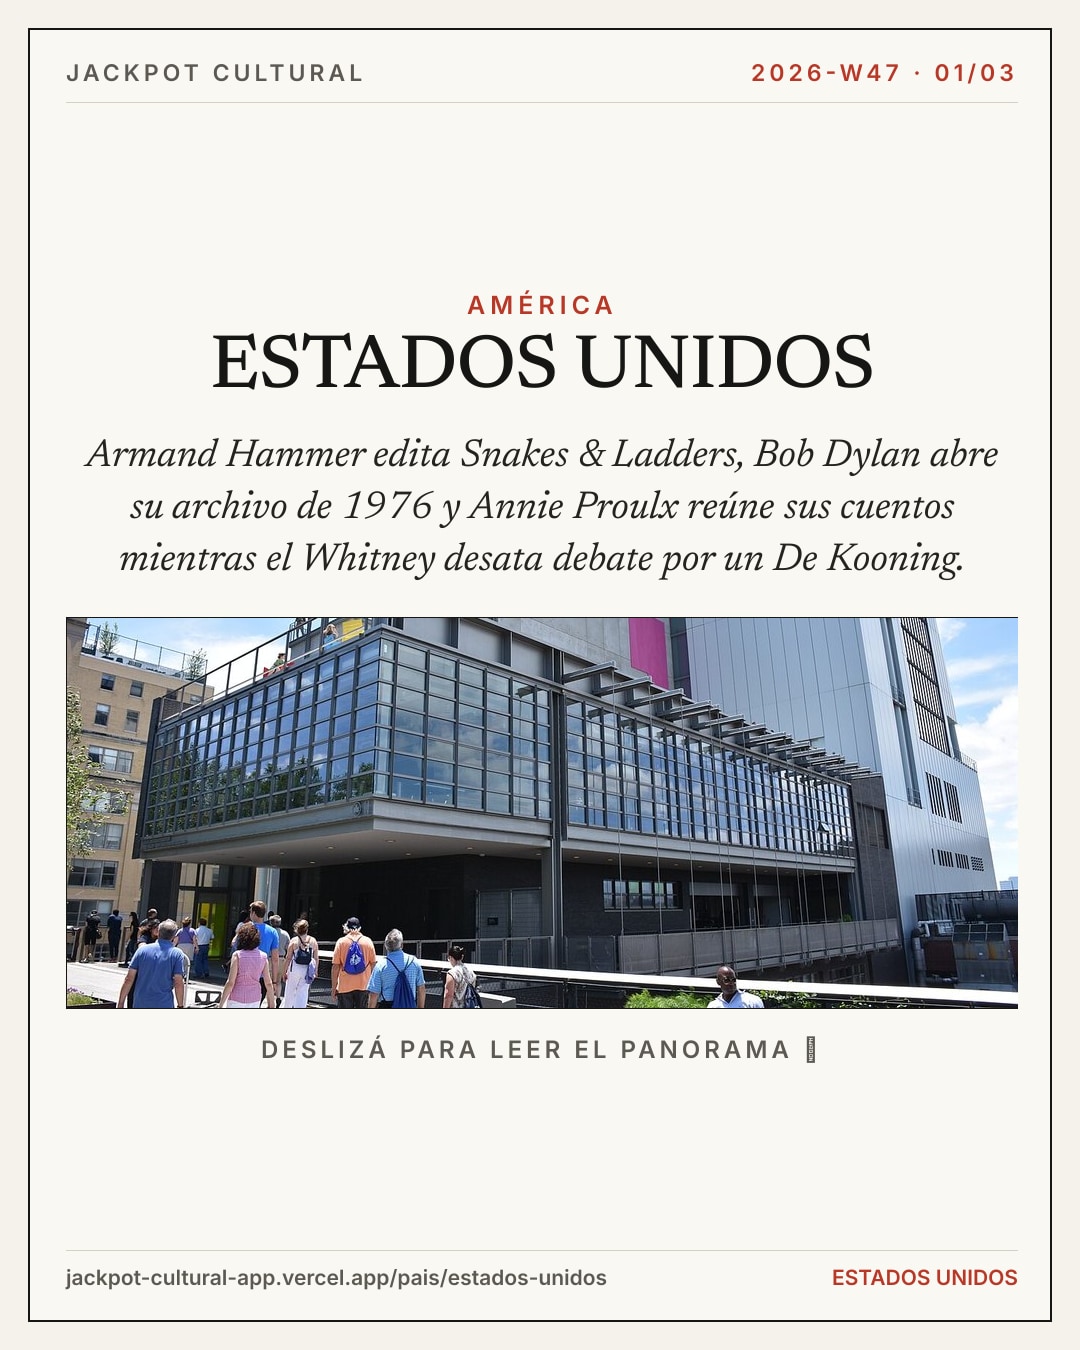 JACKPOT CULTURAL
2026-W47 · 01/03
AMÉRICA
ESTADOS UNIDOS
Armand Hammer edita Snakes & Ladders, Bob Dylan abre
su archivo de 1976 y Annie Proulx reúne sus cuentos
mientras el Whitney desata debate por un De Kooning.
DESLIZÁ PARA LEER EL PANORAMA
jackpot-cultural-app.vercel.app/pais/estados-unidos
ESTADOS UNIDOS